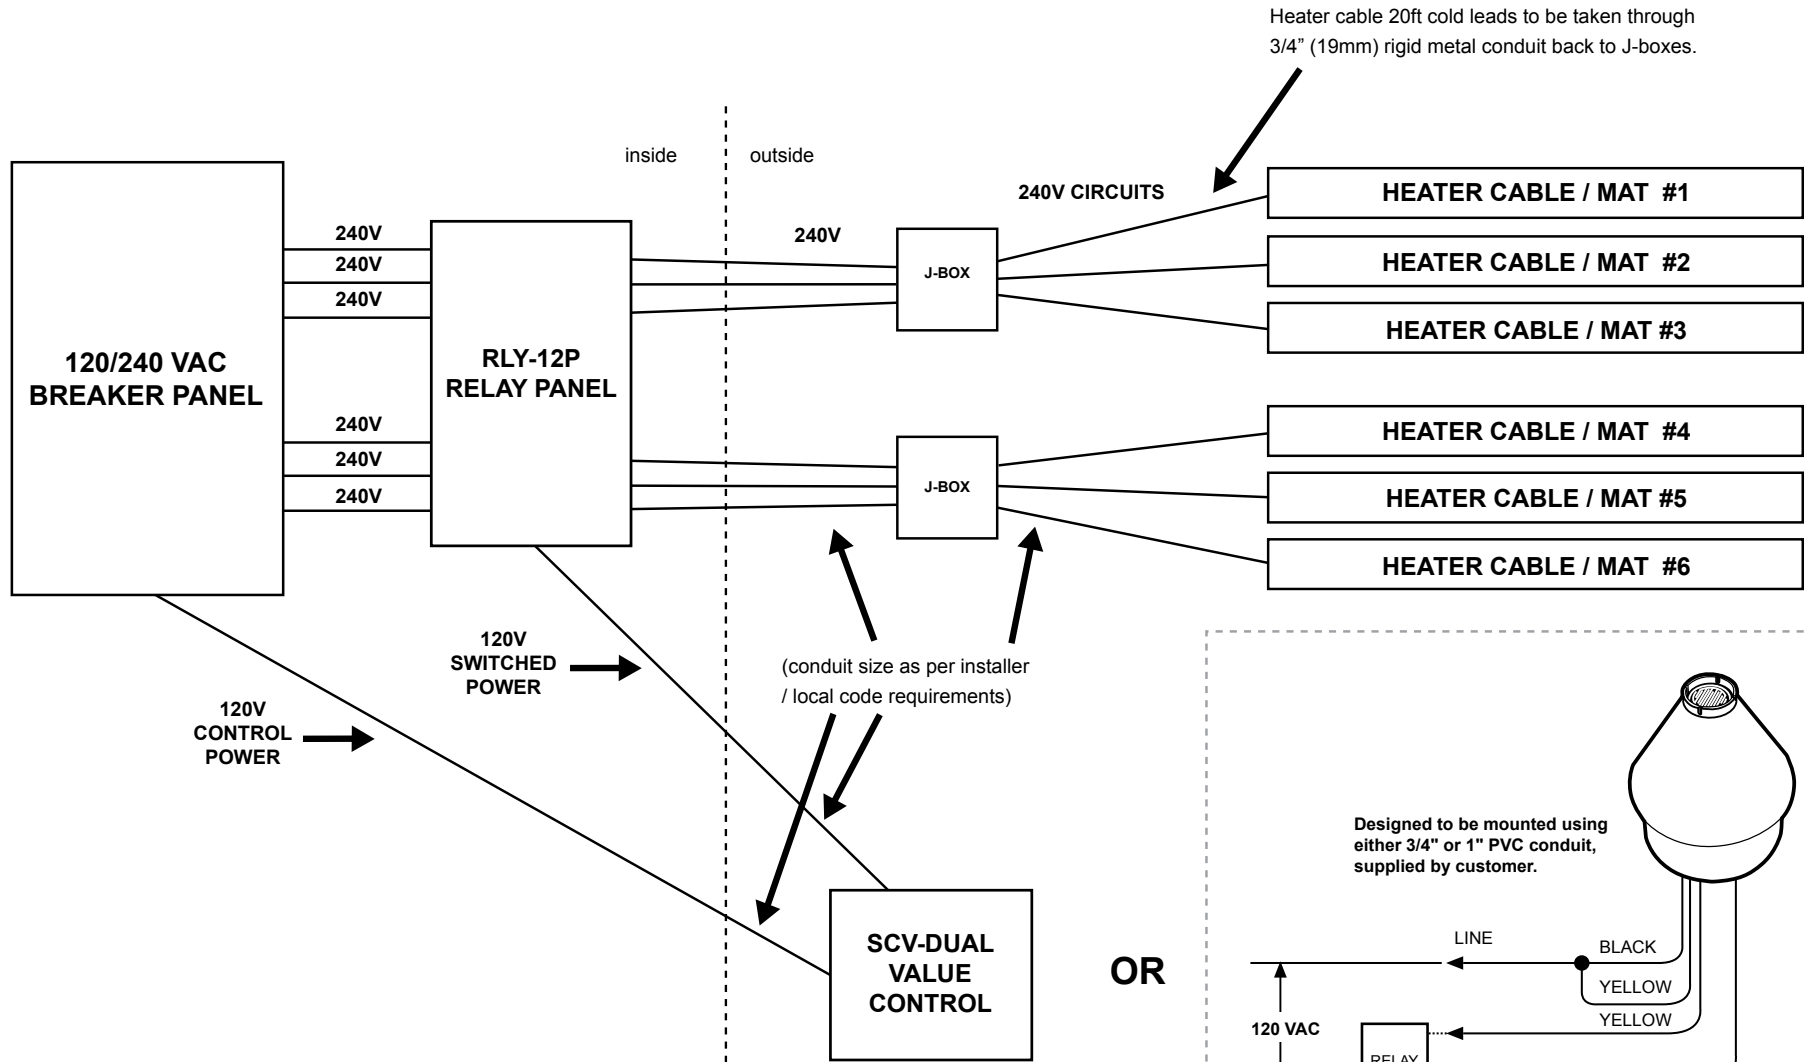 Heater cable 20ft cold leads to be taken through
3/4” (19mm) rigid metal conduit back to J-boxes.
inside
outside
240V CIRCUITS
HEATER CABLE / MAT #1
240V
240V
240V
240V
J-BOX
HEATER CABLE / MAT #2
HEATER CABLE / MAT #3
120/240 VAC
BREAKER PANEL
RLY-12P
RELAY PANEL
240V
240V
240V
J-BOX
HEATER CABLE / MAT #4
HEATER CABLE / MAT #5
HEATER CABLE / MAT #6
120V
SWITCHED
POWER
(conduit size as per installer
/ local code requirements)
120V
CONTROL
POWER
Designed to be mounted using
either 3/4" or 1" PVC conduit,
supplied by customer.
SCV-DUAL
VALUE
CONTROL
OR
LINE
BLACK
YELLOW
YELLOW
120 VAC
RELAY